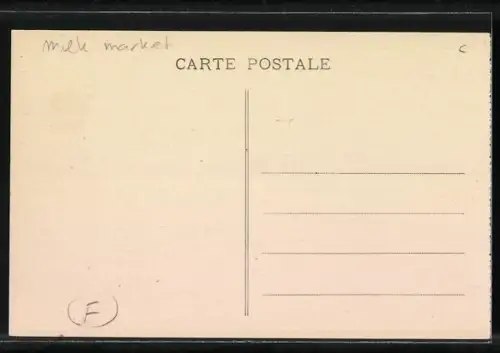 milk market
c
CARTE POSTALE
(F)